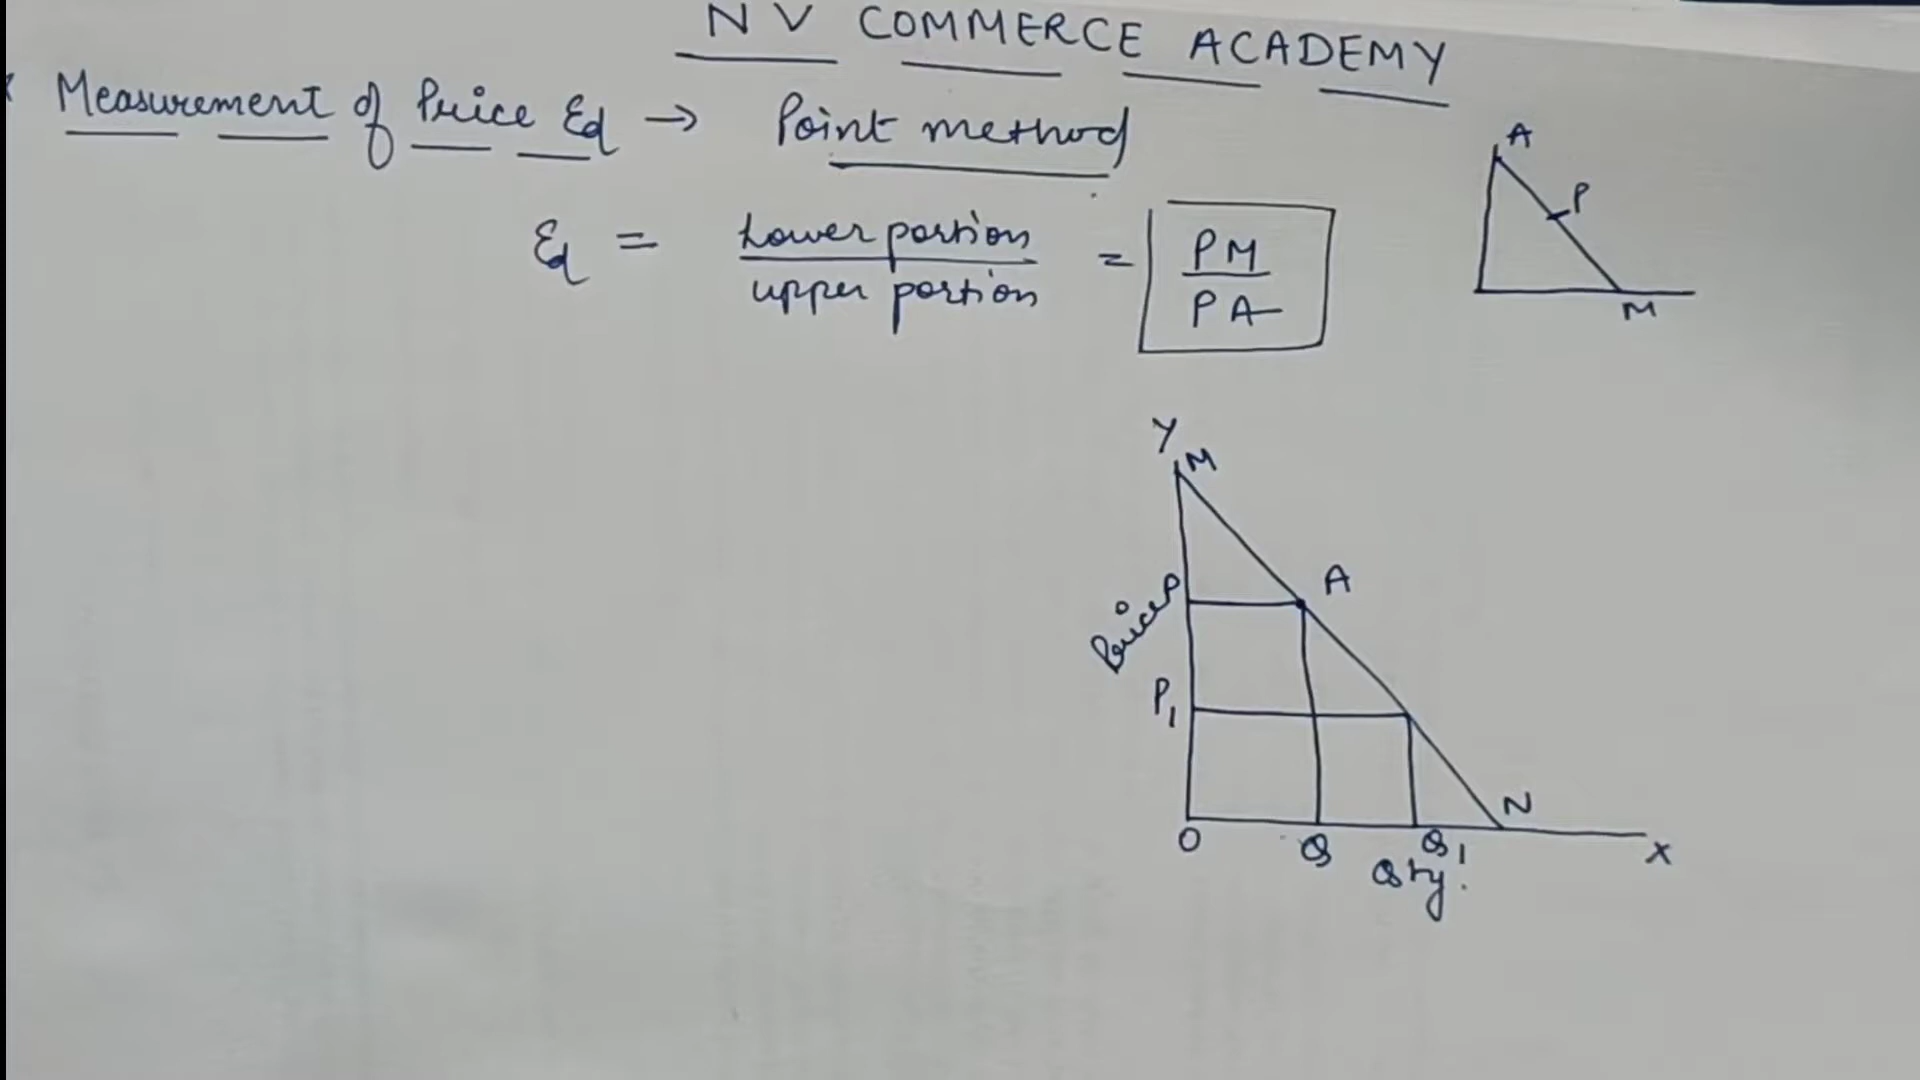 N V COMMERCE ACADEMY
Measurement of Price Ed → Point method
Ed = Lower portion / upper portion = PM / PA
A
P
M
Y
M
A
Price P
P1
N
O Q Q1 X
Qty.